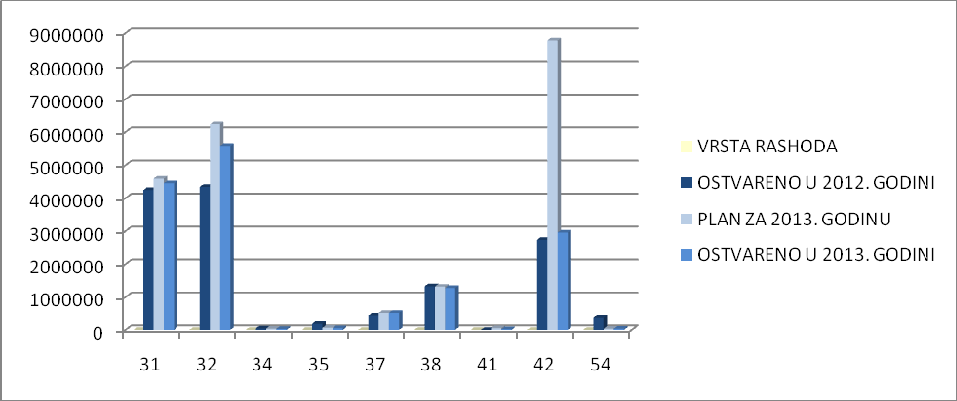 9000000
8000000
7000000
6000000
5000000
4000000
3000000
2000000
1000000
0
31 32 34 35 37 38 41 42 54
VRSTA RASHODA
OSTVARENO U 2012. GODINI
PLAN ZA 2013. GODINU
OSTVARENO U 2013. GODINI